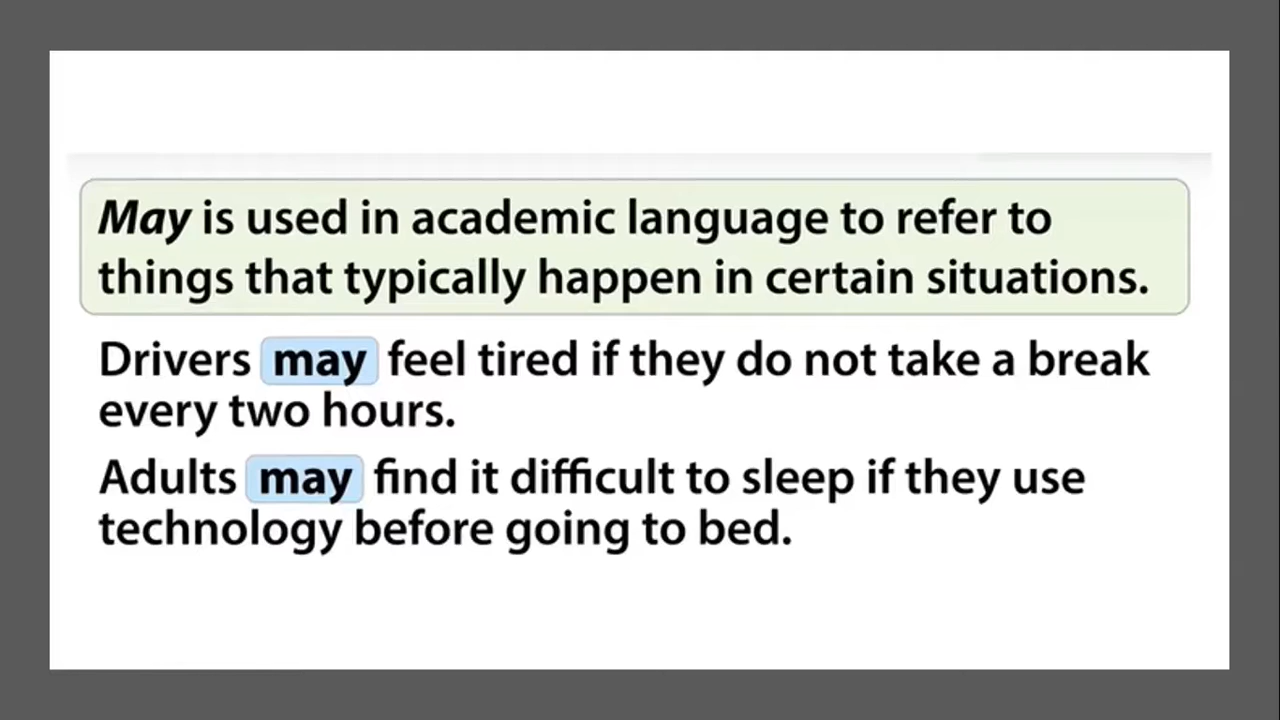 May is used in academic language to refer to
things that typically happen in certain situations.
Drivers may feel tired if they do not take a break
every two hours.
Adults may find it difficult to sleep if they use
technology before going to bed.